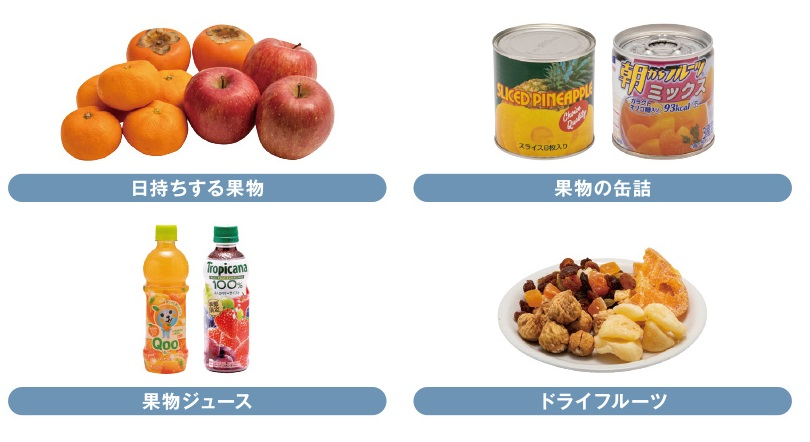 SLICED PINEAPPLE
Choice
Quality
スライス8枚入り
朝からフルーツ
ミックス
93kcal
日持ちする果物
果物の缶詰
Qoo
Tropicana
100%
果物ジュース
ドライフルーツ